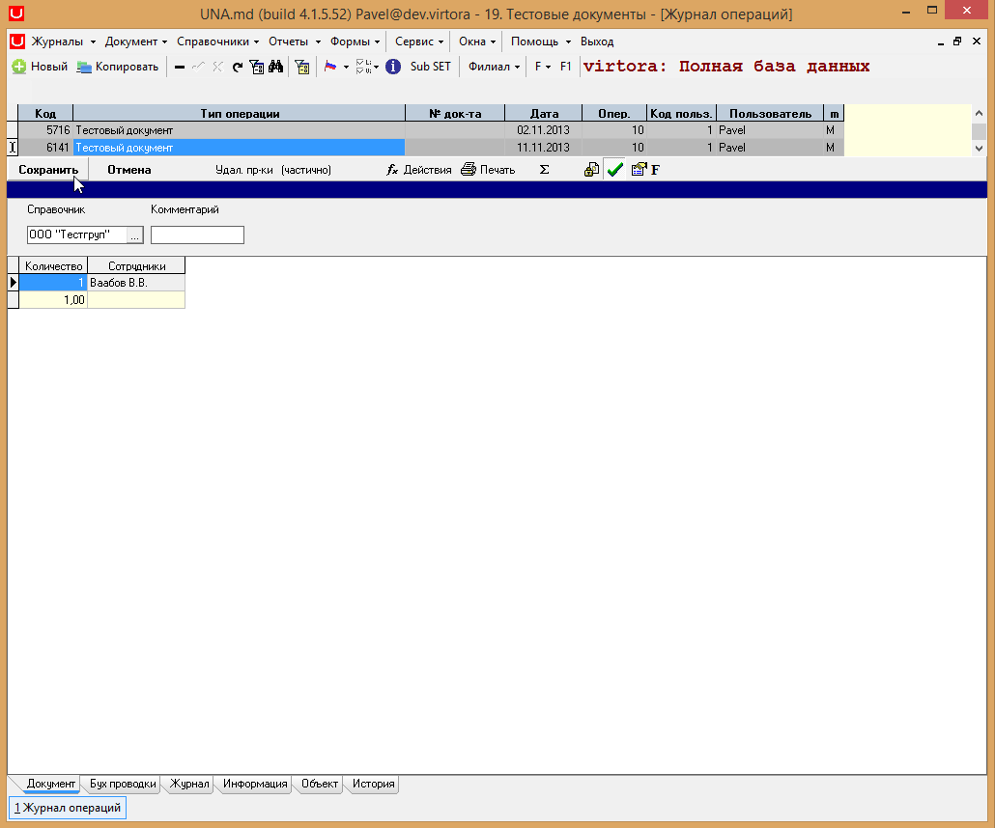 UNA.md (build 4.1.5.52) Pavel@dev.virtora - 19. Тестовые документы - [Журнал операций]
Журналы Документ Справочники Отчеты Формы Сервис Окна Помощь Выход
Новый Копировать Sub SET Филиал F F1 virtora: Полная база данных
Код Тип операции № док-та Дата Опер. Код польз. Пользователь m
5716 Тестовый документ 02.11.2013 10 1 Pavel M
6141 Тестовый документ 11.11.2013 10 1 Pavel M
Сохранить Отмена Удал. пр-ки (частично) fx Действия Печать Σ F
Справочник Комментарий
ООО "Тестгруп" ...
Количество Сотрудники
1 Ваабов В.В.
1,00
Документ Бух проводки Журнал Информация Объект История
1 Журнал операций